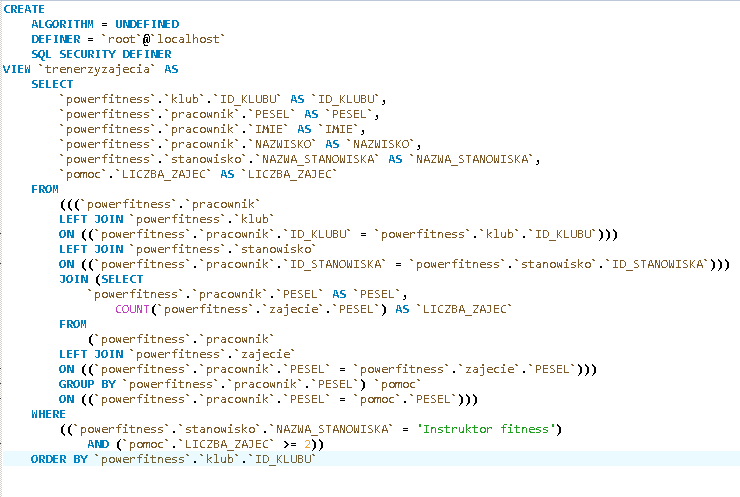 CREATE
    ALGORITHM = UNDEFINED
    DEFINER = `root`@`localhost`
    SQL SECURITY DEFINER
VIEW `trenerzyzajecia` AS
    SELECT
        `powerfitness`.`klub`.`ID_KLUBU` AS `ID_KLUBU`,
        `powerfitness`.`pracownik`.`PESEL` AS `PESEL`,
        `powerfitness`.`pracownik`.`IMIE` AS `IMIE`,
        `powerfitness`.`pracownik`.`NAZWISKO` AS `NAZWISKO`,
        `powerfitness`.`stanowisko`.`NAZWA_STANOWISKA` AS `NAZWA_STANOWISKA`,
        `pomoc`.`LICZBA_ZAJEC` AS `LICZBA_ZAJEC`
    FROM
        (((`powerfitness`.`pracownik`
        LEFT JOIN `powerfitness`.`klub`
        ON ((`powerfitness`.`pracownik`.`ID_KLUBU` = `powerfitness`.`klub`.`ID_KLUBU`)))
        LEFT JOIN `powerfitness`.`stanowisko`
        ON ((`powerfitness`.`pracownik`.`ID_STANOWISKA` = `powerfitness`.`stanowisko`.`ID_STANOWISKA`)))
        JOIN (SELECT
            `powerfitness`.`pracownik`.`PESEL` AS `PESEL`,
                COUNT(`powerfitness`.`zajecie`.`PESEL`) AS `LICZBA_ZAJEC`
        FROM
            (`powerfitness`.`pracownik`
        LEFT JOIN `powerfitness`.`zajecie`
        ON ((`powerfitness`.`pracownik`.`PESEL` = `powerfitness`.`zajecie`.`PESEL`)))
        GROUP BY `powerfitness`.`pracownik`.`PESEL`) `pomoc`
        ON ((`powerfitness`.`pracownik`.`PESEL` = `pomoc`.`PESEL`)))
    WHERE
        ((`powerfitness`.`stanowisko`.`NAZWA_STANOWISKA` = 'Instruktor fitness')
            AND (`pomoc`.`LICZBA_ZAJEC` >= 2))
    ORDER BY `powerfitness`.`klub`.`ID_KLUBU`